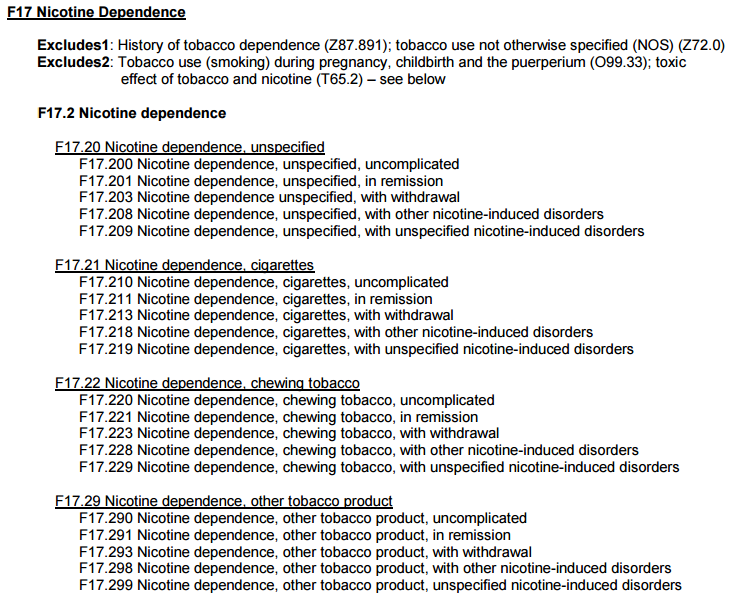 F17 Nicotine Dependence
Excludes1: History of tobacco dependence (Z87.891); tobacco use not otherwise specified (NOS) (Z72.0)
Excludes2: Tobacco use (smoking) during pregnancy, childbirth and the puerperium (O99.33); toxic
effect of tobacco and nicotine (T65.2) – see below
F17.2 Nicotine dependence
F17.20 Nicotine dependence, unspecified
F17.200 Nicotine dependence, unspecified, uncomplicated
F17.201 Nicotine dependence, unspecified, in remission
F17.203 Nicotine dependence unspecified, with withdrawal
F17.208 Nicotine dependence, unspecified, with other nicotine-induced disorders
F17.209 Nicotine dependence, unspecified, with unspecified nicotine-induced disorders
F17.21 Nicotine dependence, cigarettes
F17.210 Nicotine dependence, cigarettes, uncomplicated
F17.211 Nicotine dependence, cigarettes, in remission
F17.213 Nicotine dependence, cigarettes, with withdrawal
F17.218 Nicotine dependence, cigarettes, with other nicotine-induced disorders
F17.219 Nicotine dependence, cigarettes, with unspecified nicotine-induced disorders
F17.22 Nicotine dependence, chewing tobacco
F17.220 Nicotine dependence, chewing tobacco, uncomplicated
F17.221 Nicotine dependence, chewing tobacco, in remission
F17.223 Nicotine dependence, chewing tobacco, with withdrawal
F17.228 Nicotine dependence, chewing tobacco, with other nicotine-induced disorders
F17.229 Nicotine dependence, chewing tobacco, with unspecified nicotine-induced disorders
F17.29 Nicotine dependence, other tobacco product
F17.290 Nicotine dependence, other tobacco product, uncomplicated
F17.291 Nicotine dependence, other tobacco product, in remission
F17.293 Nicotine dependence, other tobacco product, with withdrawal
F17.298 Nicotine dependence, other tobacco product, with other nicotine-induced disorders
F17.299 Nicotine dependence, other tobacco product, unspecified nicotine-induced disorders